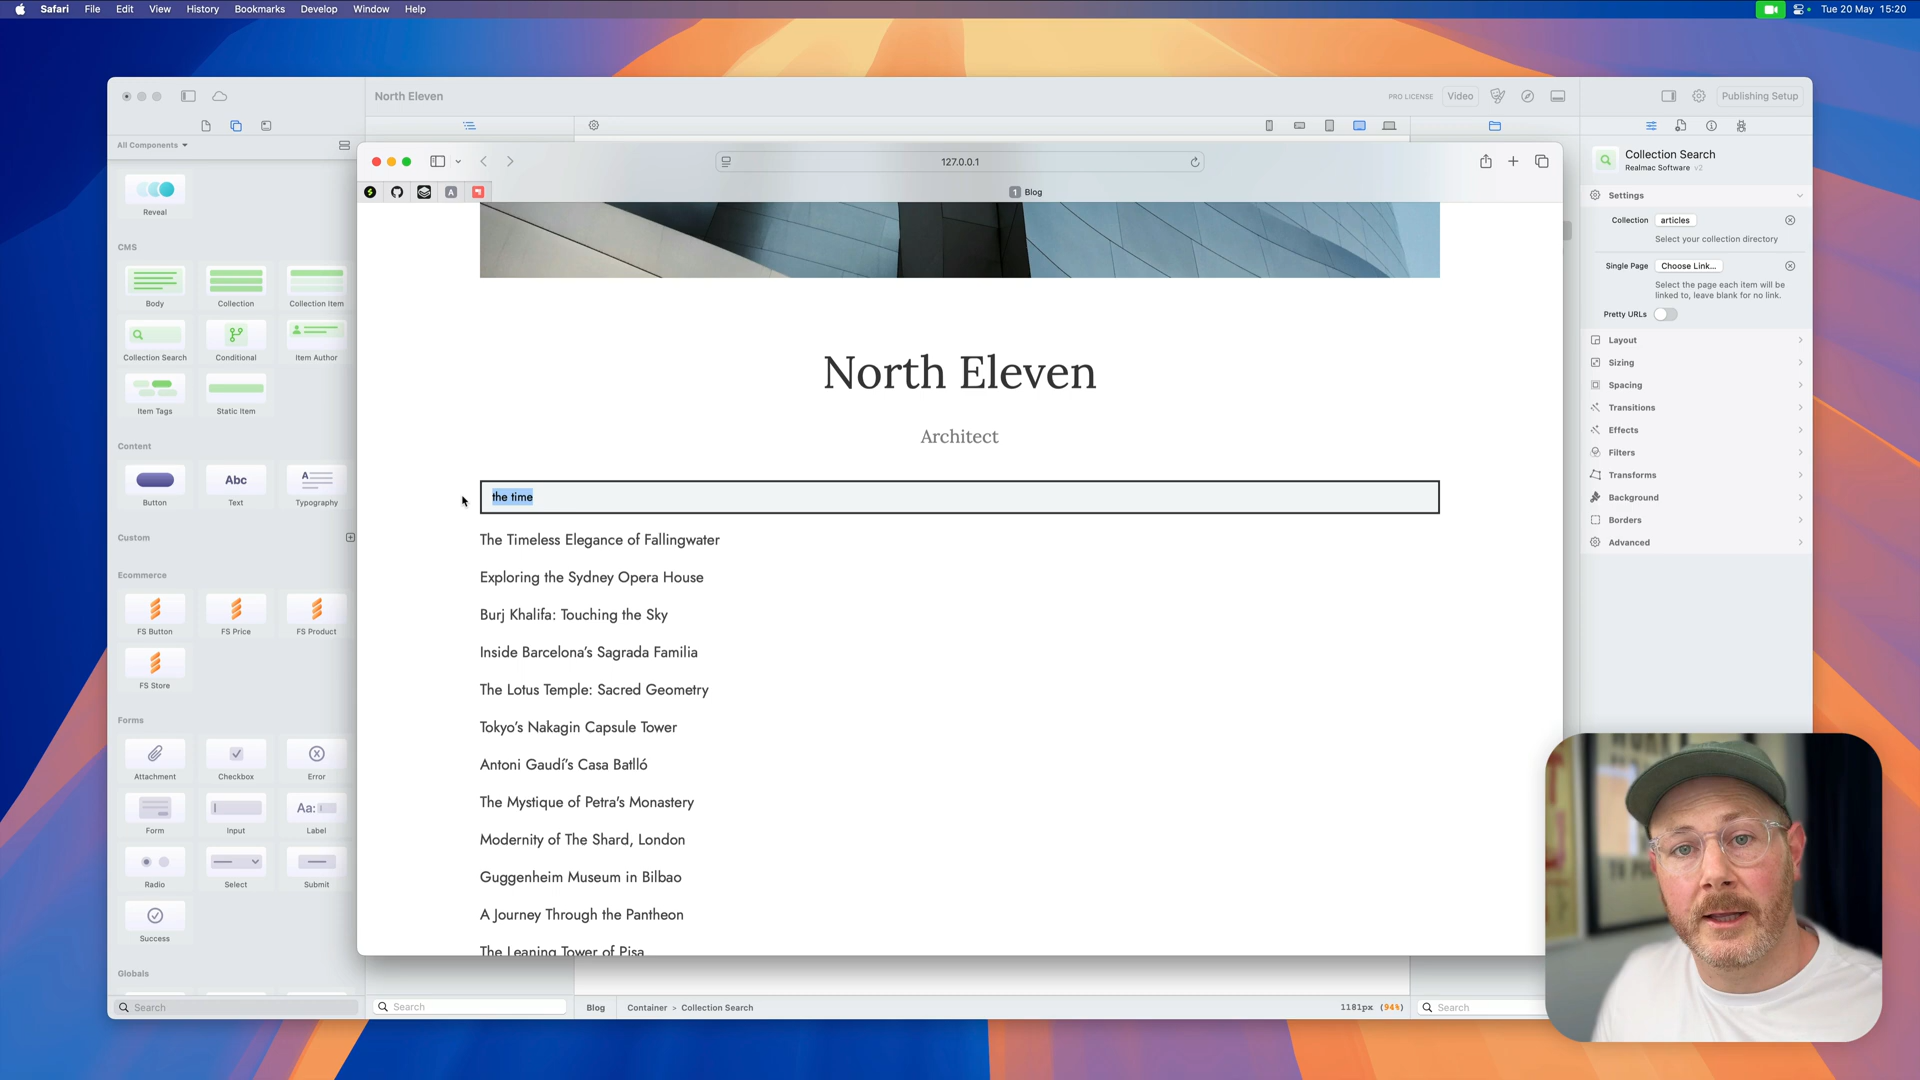 Safari File Edit View History Bookmarks Develop Window Help
Tue 20 May 15:20
North Eleven
PRO LICENSE Video
Publishing Setup
All Components
Reveal
CMS
Body Collection Collection Item
Collection Search Conditional Item Author
Item Tags Static Item
Content
Abc
Button Text Typography
Custom
Ecommerce
FS Button FS Price FS Product
FS Store
Forms
Attachment Checkbox Error
Aa:
Form Input Label
Radio Select Submit
Success
Globals
Search
127.0.0.1
A
1 Blog
North Eleven
Architect
the time
The Timeless Elegance of Fallingwater
Exploring the Sydney Opera House
Burj Khalifa: Touching the Sky
Inside Barcelona's Sagrada Familia
The Lotus Temple: Sacred Geometry
Tokyo's Nakagin Capsule Tower
Antoni Gaudí's Casa Batlló
The Mystique of Petra's Monastery
Modernity of The Shard, London
Guggenheim Museum in Bilbao
A Journey Through the Pantheon
The Leaning Tower of Pisa
Search
Blog Container > Collection Search
1181px (94%)
Search
Collection Search
Realmac Software v2
Settings
Collection articles
Select your collection directory
Single Page Choose Link...
Select the page each item will be
linked to, leave blank for no link.
Pretty URLs
Layout
Sizing
Spacing
Transitions
Effects
Filters
Transforms
Background
Borders
Advanced